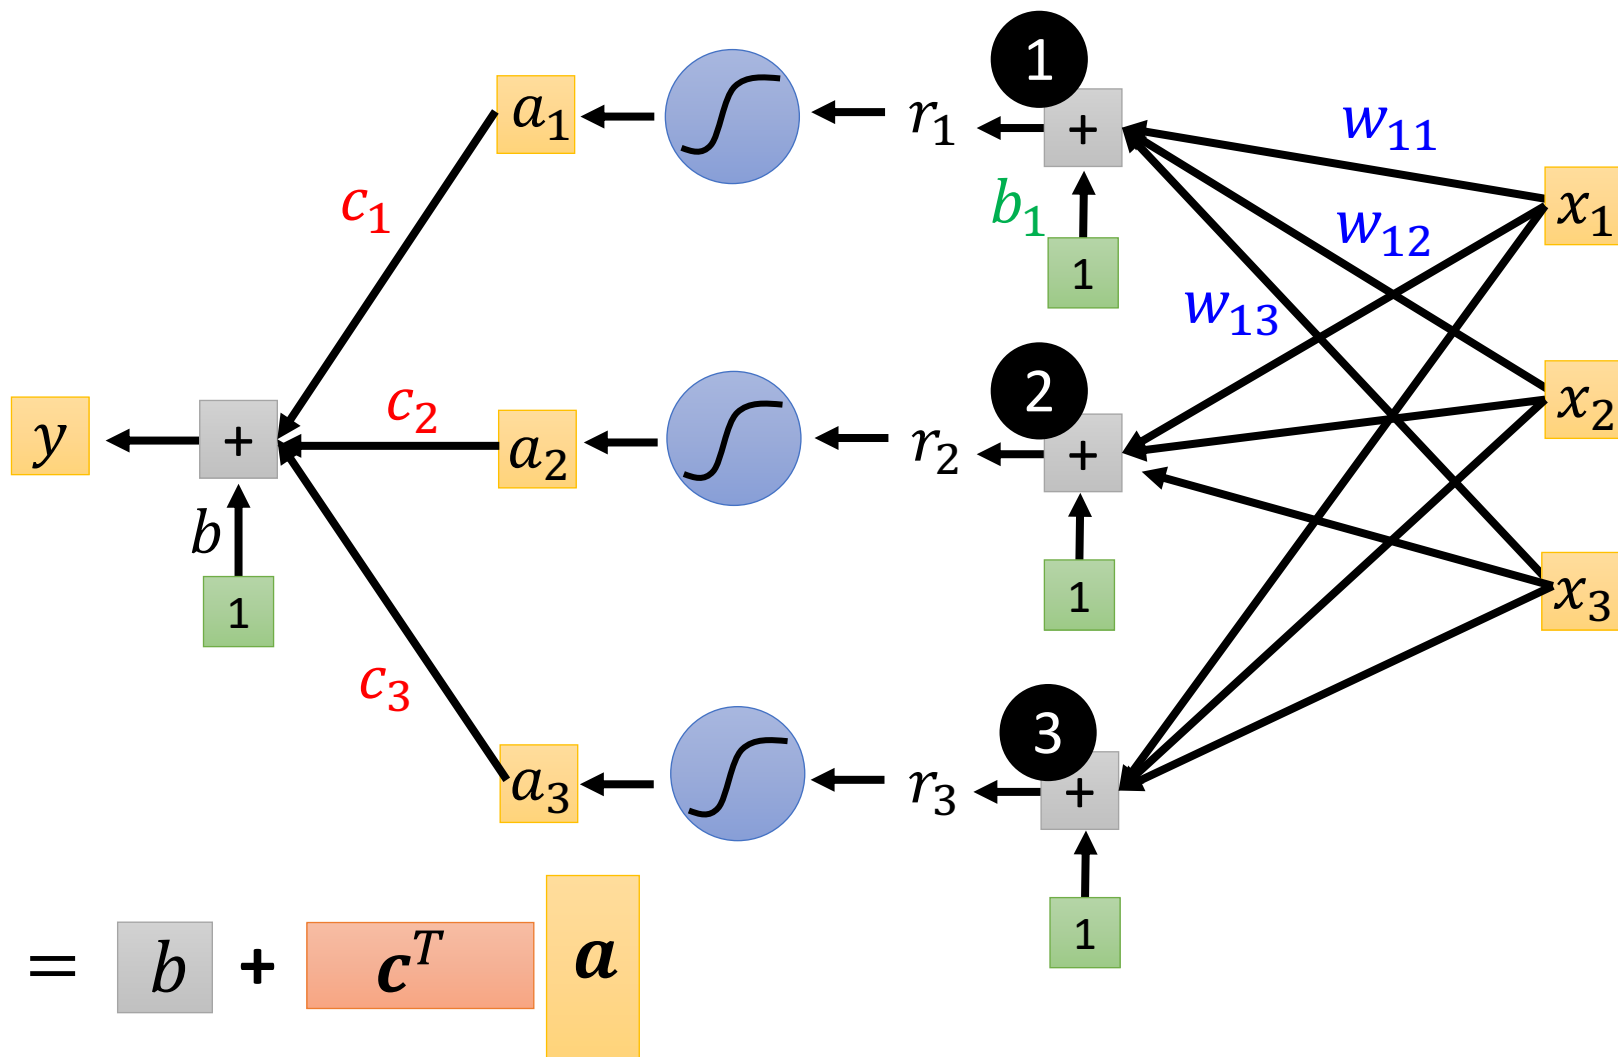 1
a₁ r₁ + w₁₁
c₁ b₁ x₁
1 w₁₂
w₁₃
2
y + c₂ a₂ r₂ + x₂
b
1 1 x₃
c₃
3
a₃ r₃ +
1
= b + cᵀ a